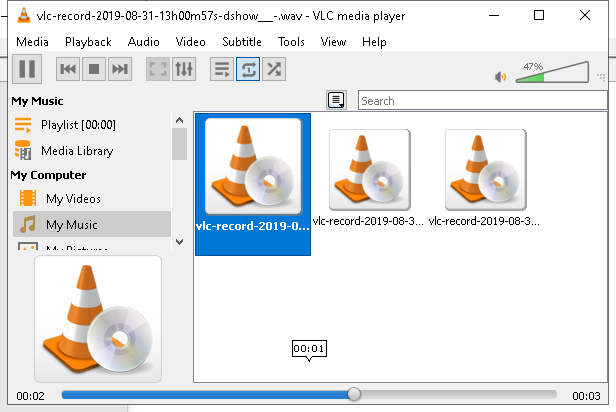 vlc-record-2019-08-31-13h00m57s-dshow__-.wav - VLC media player
Media Playback Audio Video Subtitle Tools View Help
47%
My Music
Search
Playlist [00:00]
Media Library
My Computer
My Videos
My Music
My Pictures
vlc-record-2019-0...
vlc-record-2019-08-3...
vlc-record-2019-08-3...
00:01
00:02
00:03